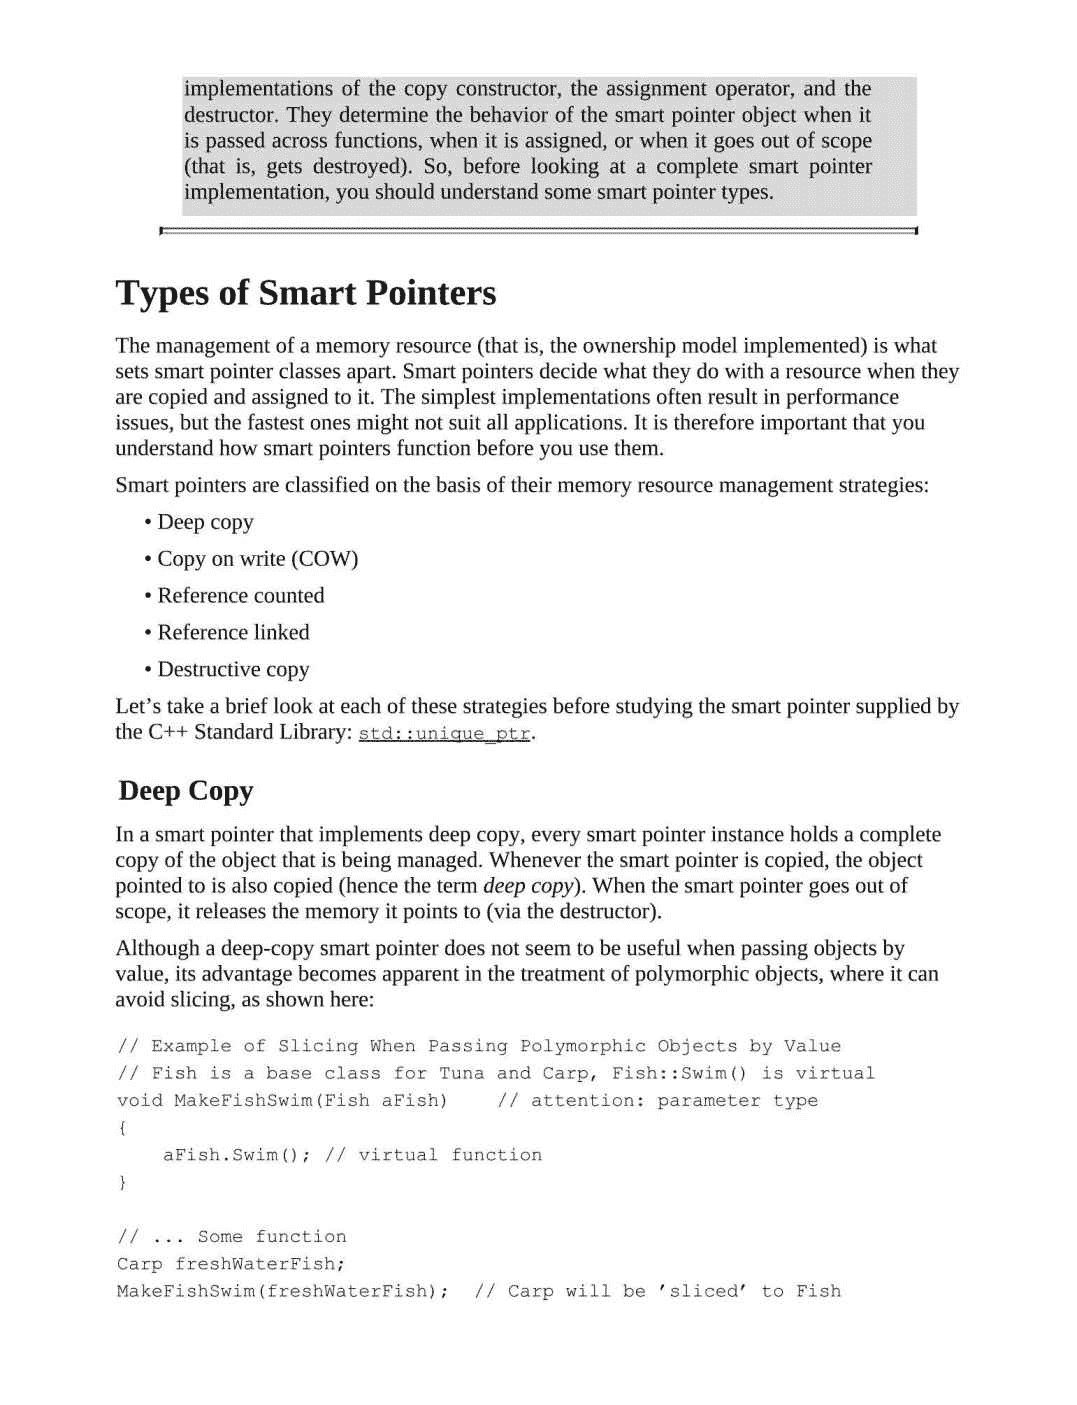 implementations of the copy constructor, the assignment operator, and the
destructor. They determine the behavior of the smart pointer object when it
is passed across functions, when it is assigned, or when it goes out of scope
(that is, gets destroyed). So, before looking at a complete smart pointer
implementation, you should understand some smart pointer types.
Types of Smart Pointers
The management of a memory resource (that is, the ownership model implemented) is what
sets smart pointer classes apart. Smart pointers decide what they do with a resource when they
are copied and assigned to it. The simplest implementations often result in performance
issues, but the fastest ones might not suit all applications. It is therefore important that you
understand how smart pointers function before you use them.
Smart pointers are classified on the basis of their memory resource management strategies:
• Deep copy
• Copy on write (COW)
• Reference counted
• Reference linked
• Destructive copy
Let’s take a brief look at each of these strategies before studying the smart pointer supplied by
the C++ Standard Library: std::unique_ptr.
Deep Copy
In a smart pointer that implements deep copy, every smart pointer instance holds a complete
copy of the object that is being managed. Whenever the smart pointer is copied, the object
pointed to is also copied (hence the term deep copy). When the smart pointer goes out of
scope, it releases the memory it points to (via the destructor).
Although a deep-copy smart pointer does not seem to be useful when passing objects by
value, its advantage becomes apparent in the treatment of polymorphic objects, where it can
avoid slicing, as shown here:
// Example of Slicing When Passing Polymorphic Objects by Value
// Fish is a base class for Tuna and Carp, Fish::Swim() is virtual
void MakeFishSwim(Fish aFish)    // attention: parameter type
{
    aFish.Swim(); // virtual function
}
// ... Some function
Carp freshWaterFish;
MakeFishSwim(freshWaterFish);  // Carp will be ’sliced’ to Fish